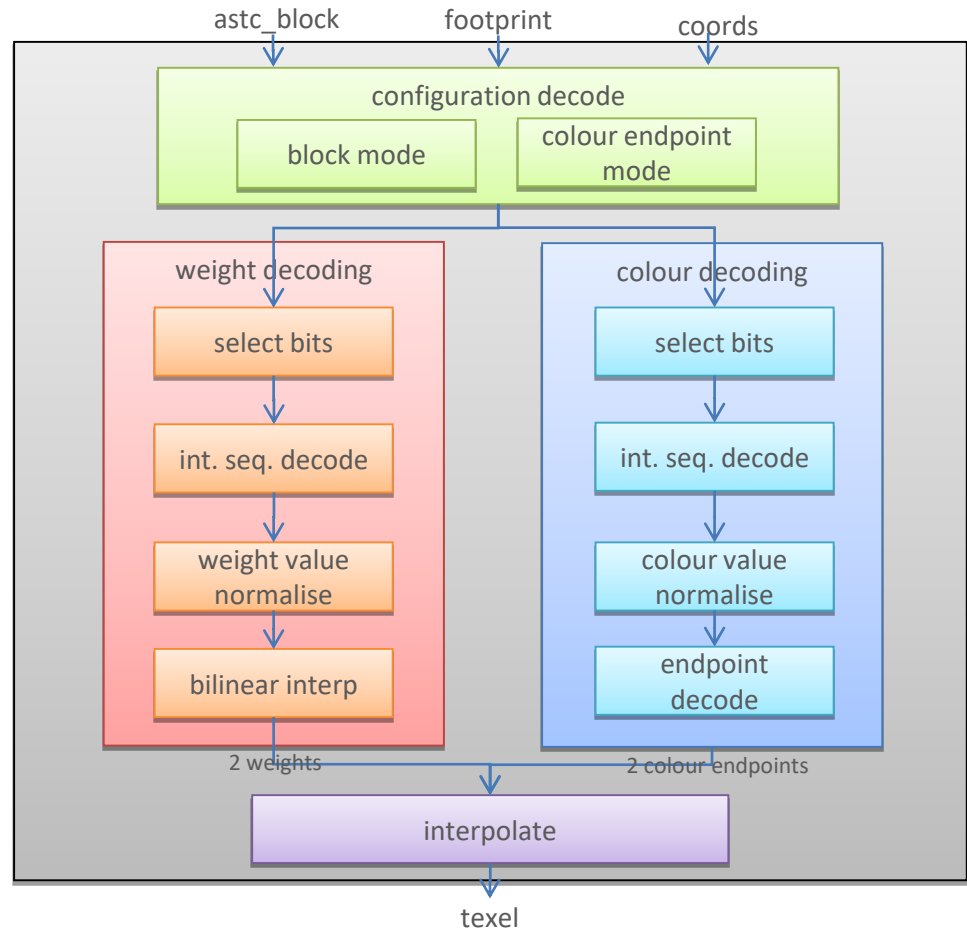 astc_block
footprint
coords
configuration decode
block mode
colour endpoint
mode
weight decoding
select bits
int. seq. decode
weight value
normalise
bilinear interp
2 weights
colour decoding
select bits
int. seq. decode
colour value
normalise
endpoint
decode
2 colour endpoints
interpolate
texel